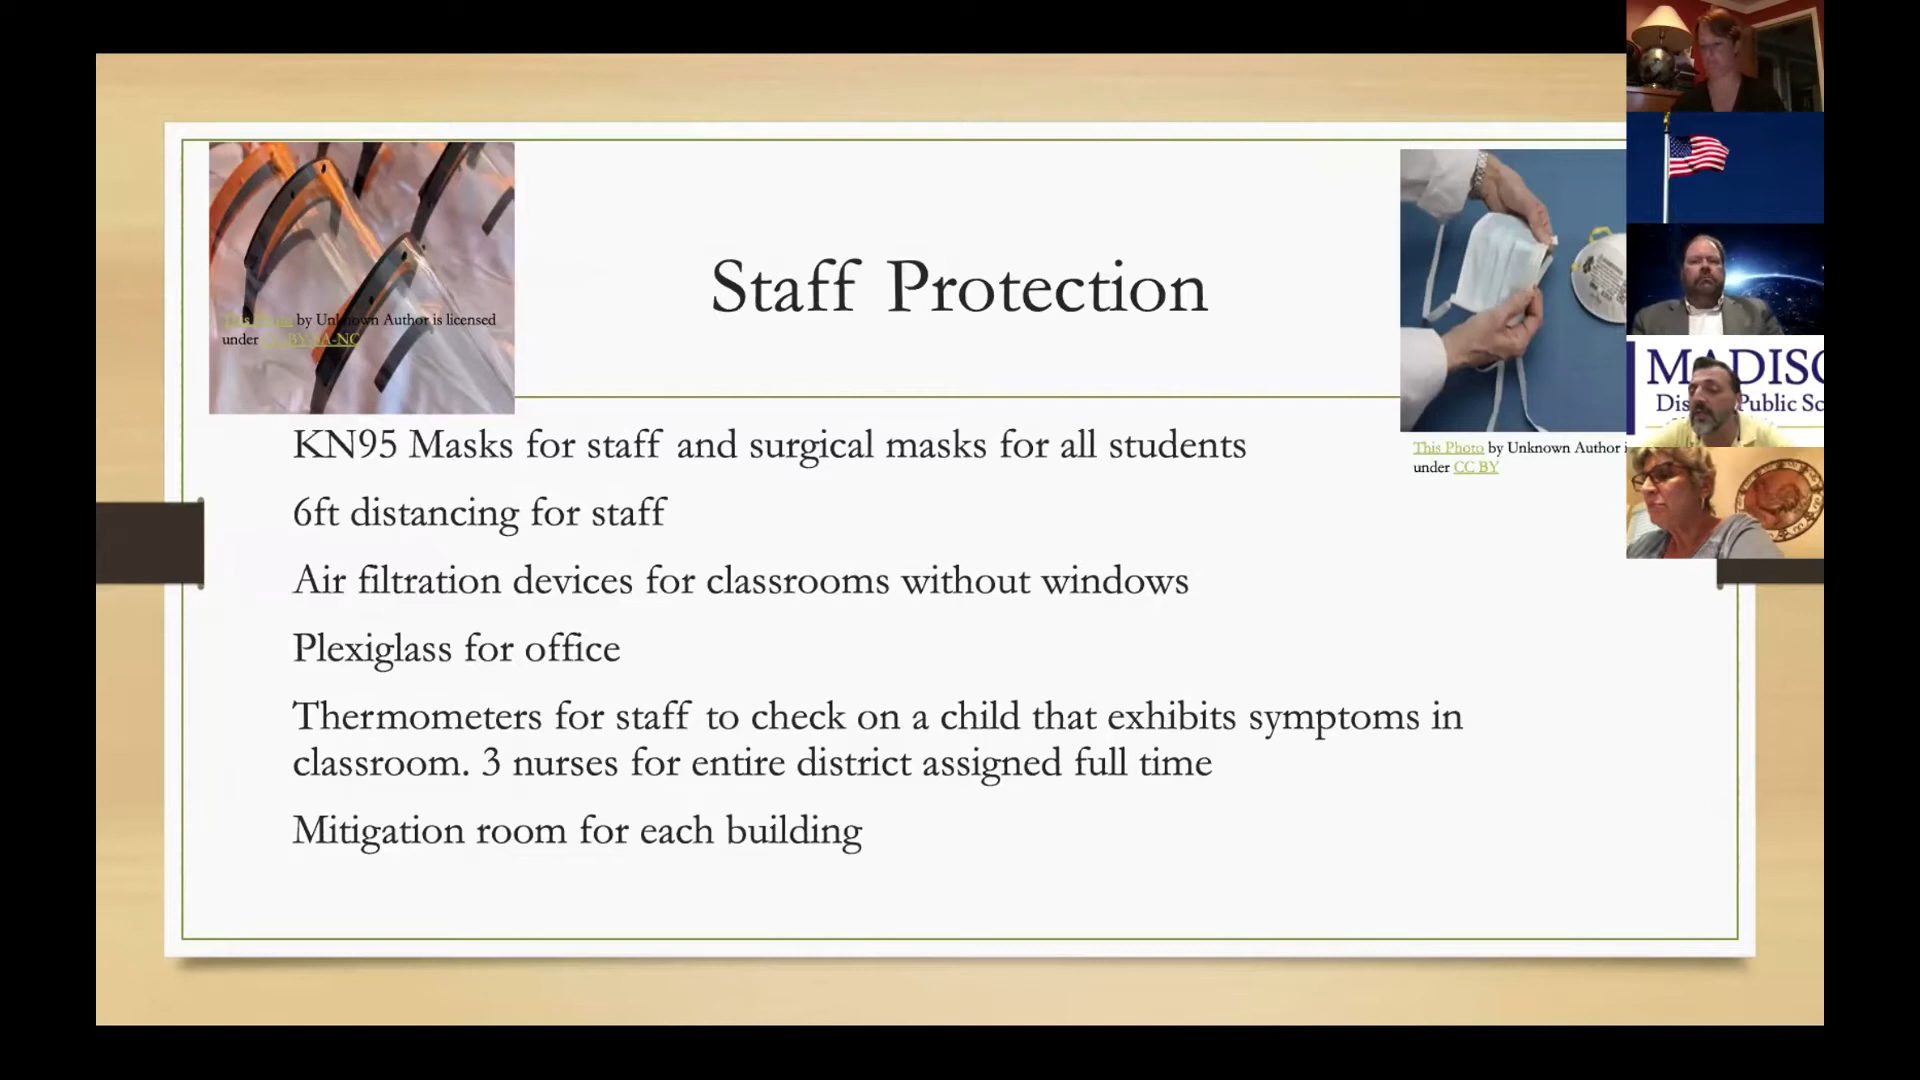 Staff Protection
This Photo by Unknown Author is licensed
under CC BY-SA-NC
KN95 Masks for staff and surgical masks for all students
6ft distancing for staff
Air filtration devices for classrooms without windows
Plexiglass for office
Thermometers for staff to check on a child that exhibits symptoms in
classroom. 3 nurses for entire district assigned full time
Mitigation room for each building
This Photo by Unknown Author
under CC BY
Public